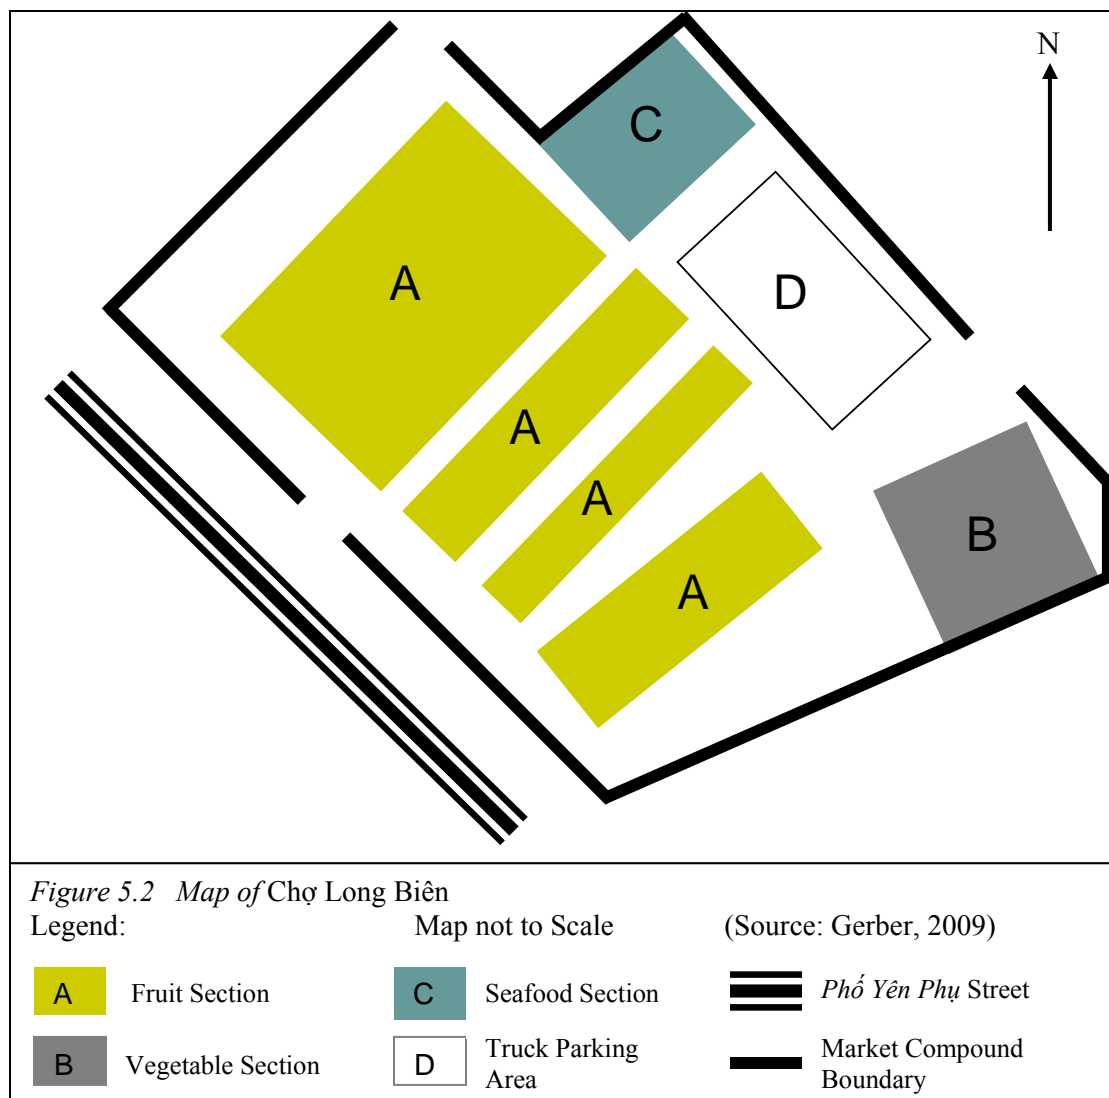 N
C
A
D
A
A
B
A
Figure 5.2 Map of Chợ Long Biên
Legend: Map not to Scale (Source: Gerber, 2009)
A Fruit Section C Seafood Section Phố Yên Phụ Street
B Vegetable Section D Truck Parking Area Market Compound Boundary